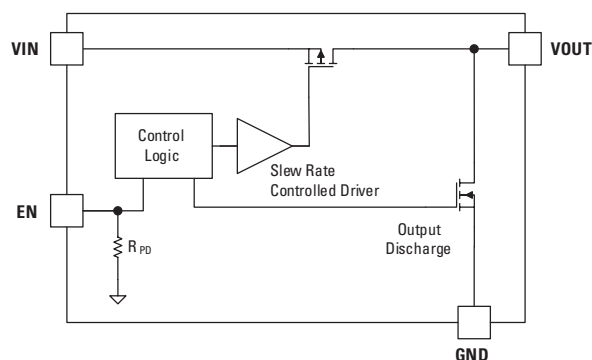 VIN
VOUT
Control
Logic
Slew Rate
Controlled Driver
EN
R PD
Output
Discharge
GND